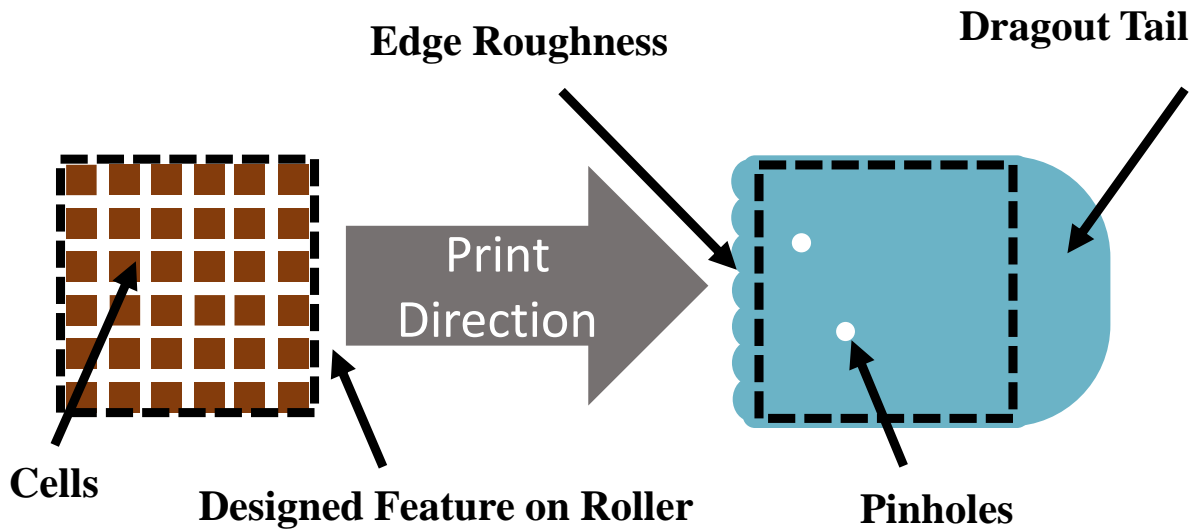 Edge Roughness
Dragout Tail
Print
Direction
Cells
Designed Feature on Roller
Pinholes